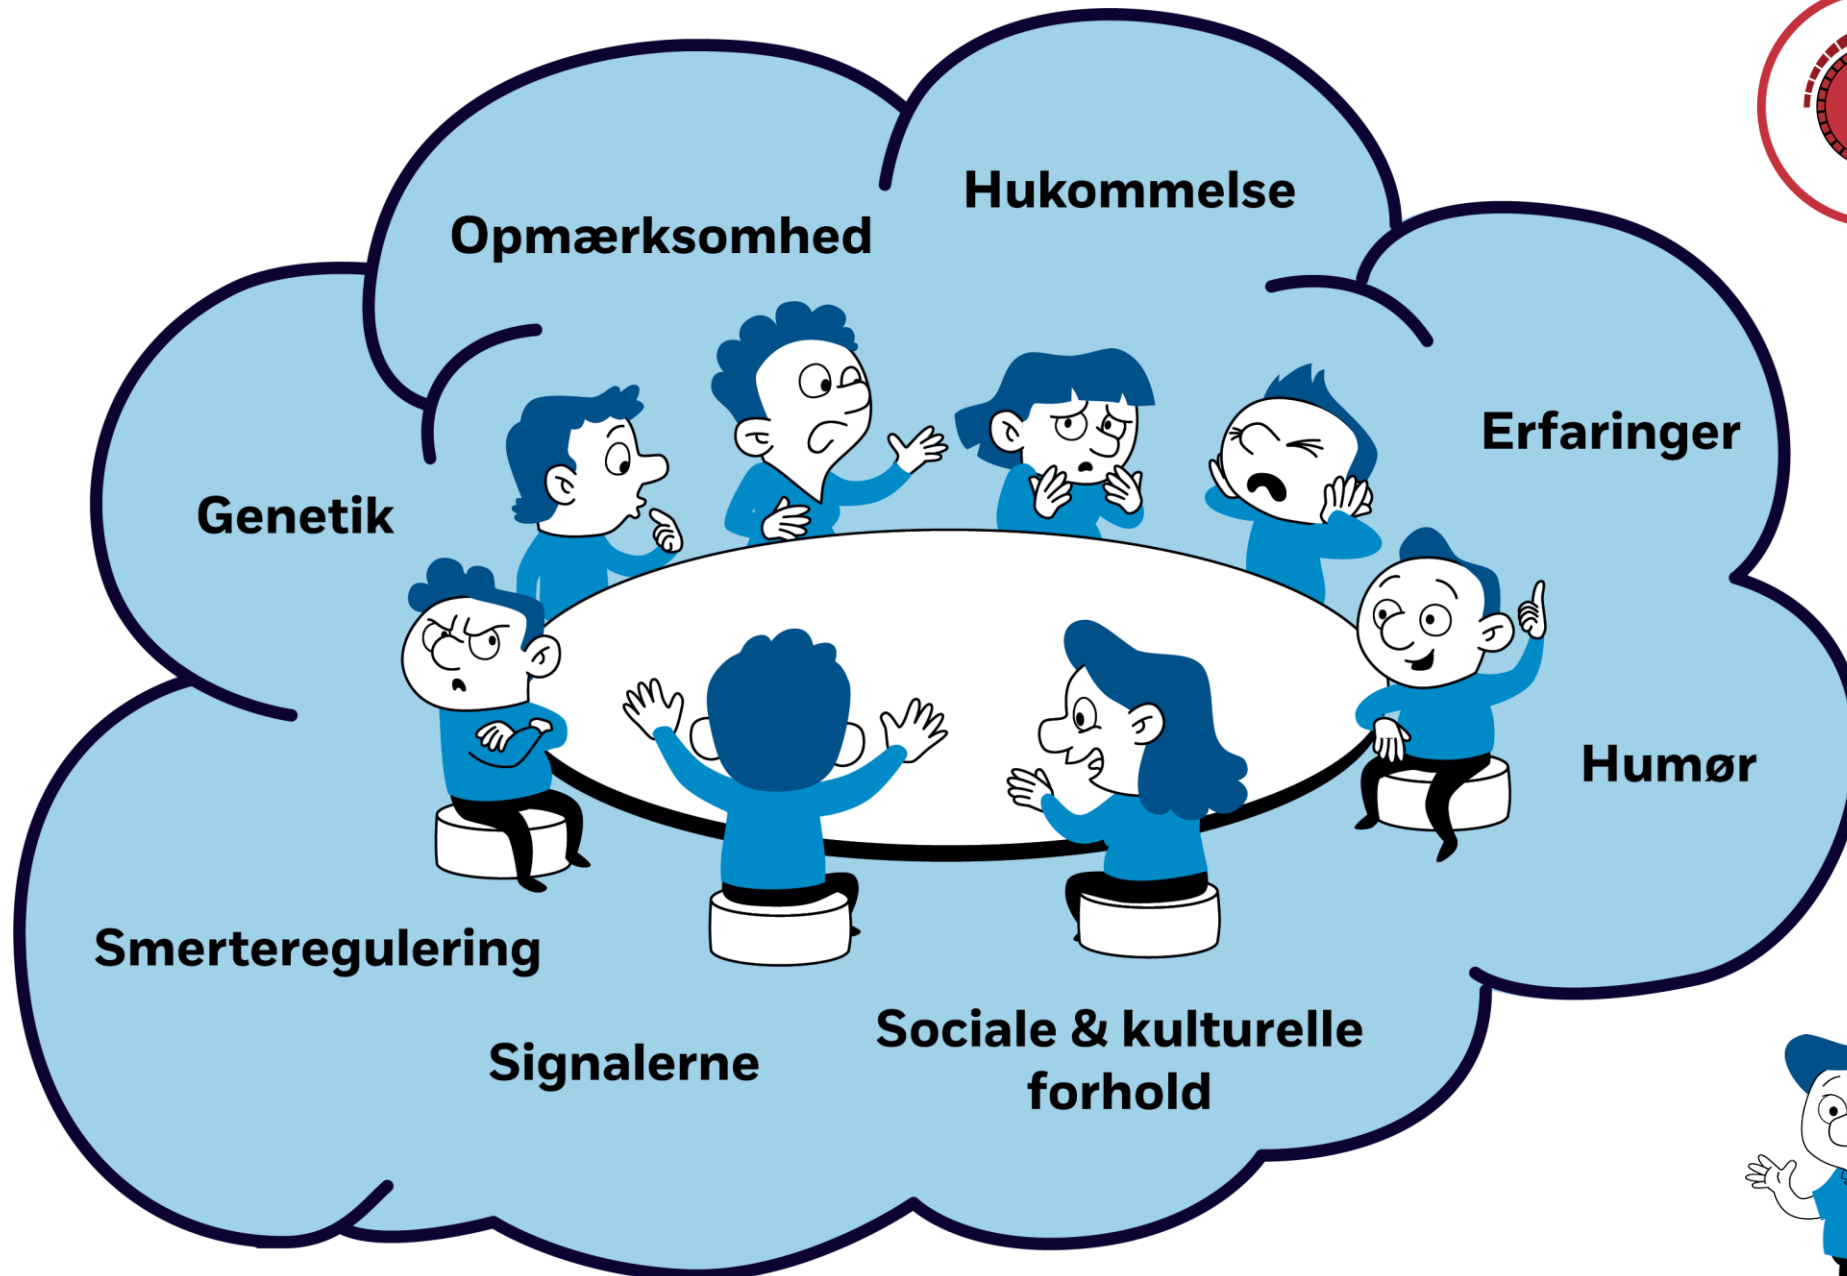 Hukommelse
Opmærksomhed
Erfaringer
Genetik
Humør
Smerteregulering
Signalerne
Sociale & kulturelle
forhold